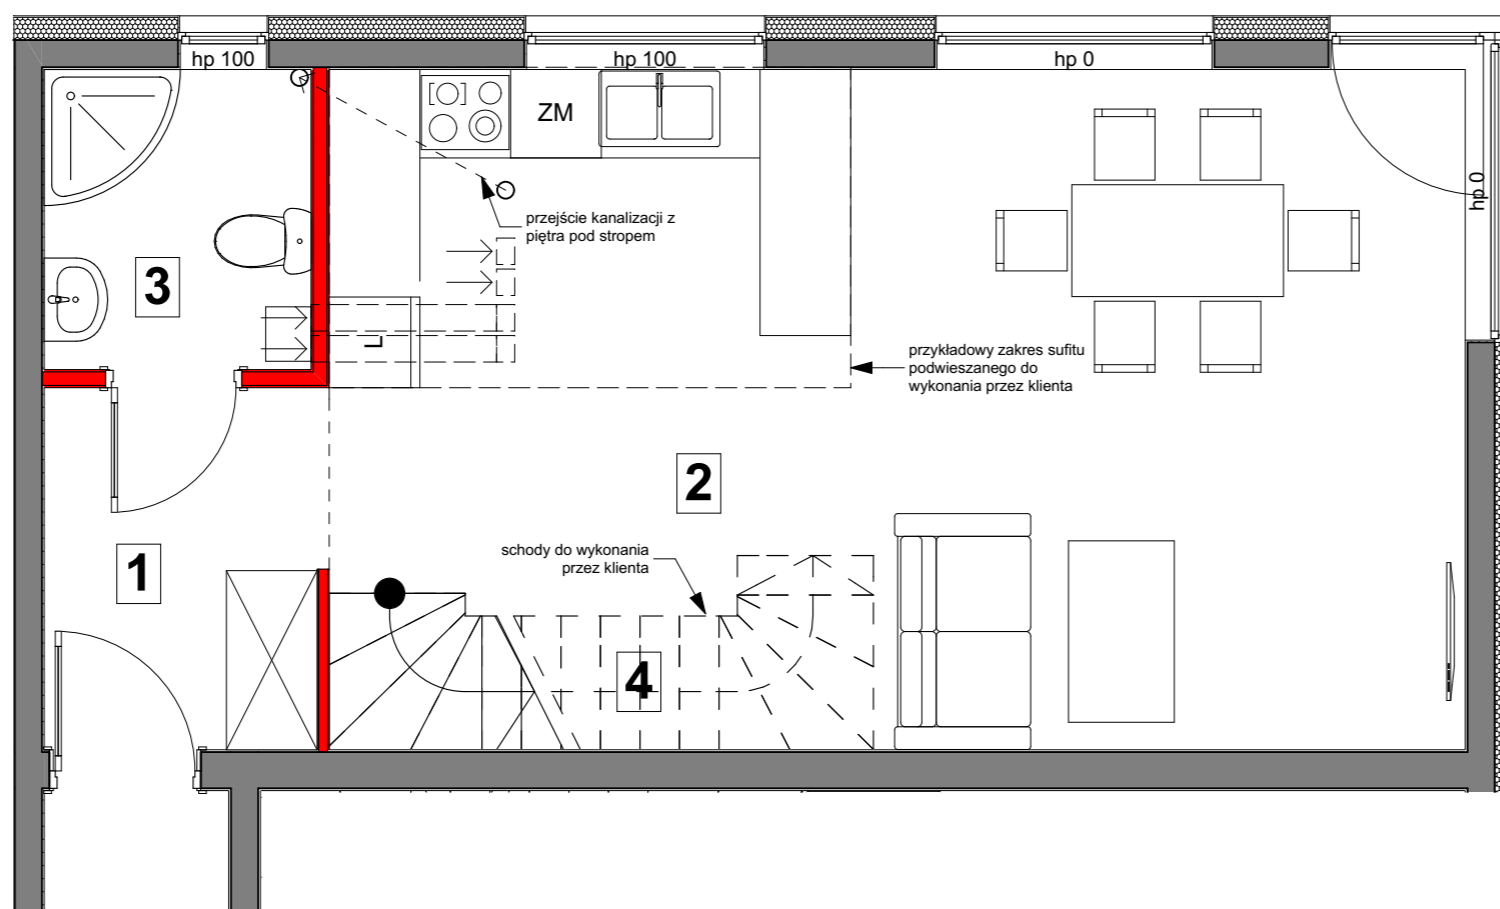 hp 100
hp 100
hp 0
hp 0
ZM
przejście kanalizacji z
piętra pod stropem
3
L
przykładowy zakres sufitu
podwieszanego do
wykonania przez klienta
2
1
schody do wykonania
przez klienta
4